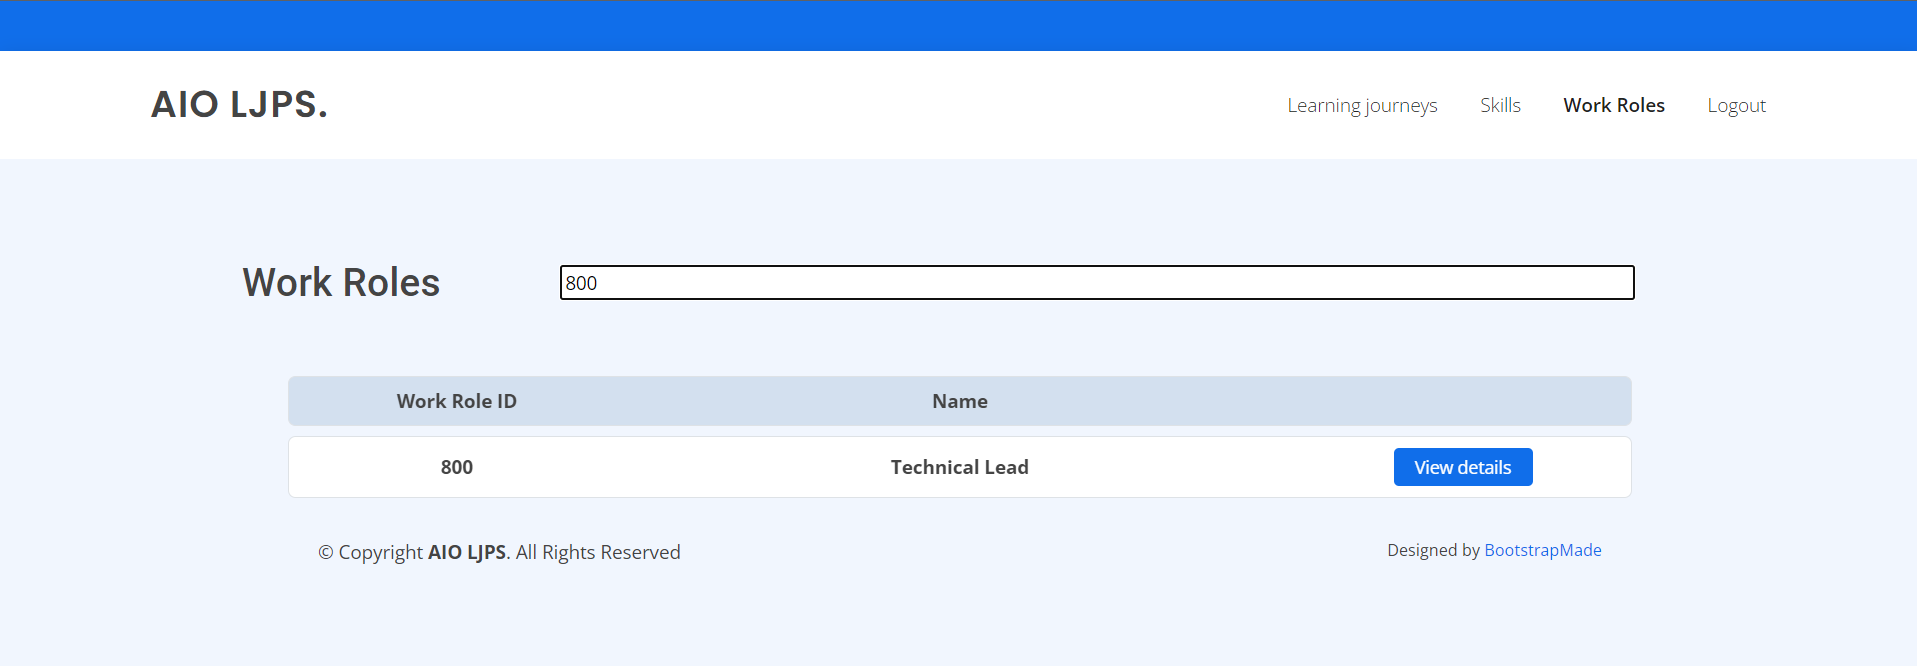 AIO LJPS.
Learning journeys Skills Work Roles Logout
Work Roles 800
Work Role ID Name
800 Technical Lead View details
© Copyright AIO LJPS. All Rights Reserved Designed by BootstrapMade